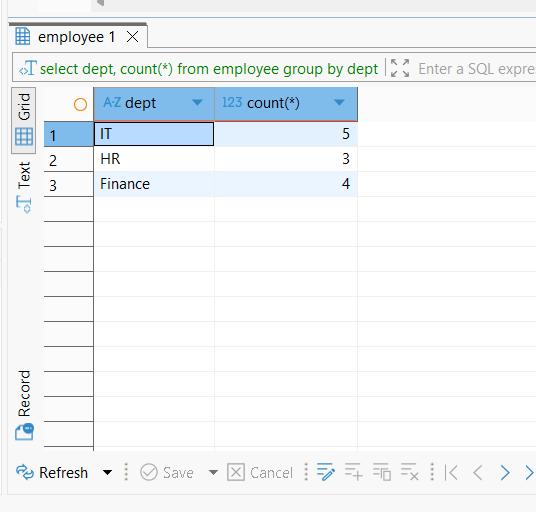 employee 1
select dept, count(*) from employee group by dept
Enter a SQL expre
Grid
Text
Record
A-Z dept
123 count(*)
1 IT 5
2 HR 3
3 Finance 4
Refresh Save Cancel